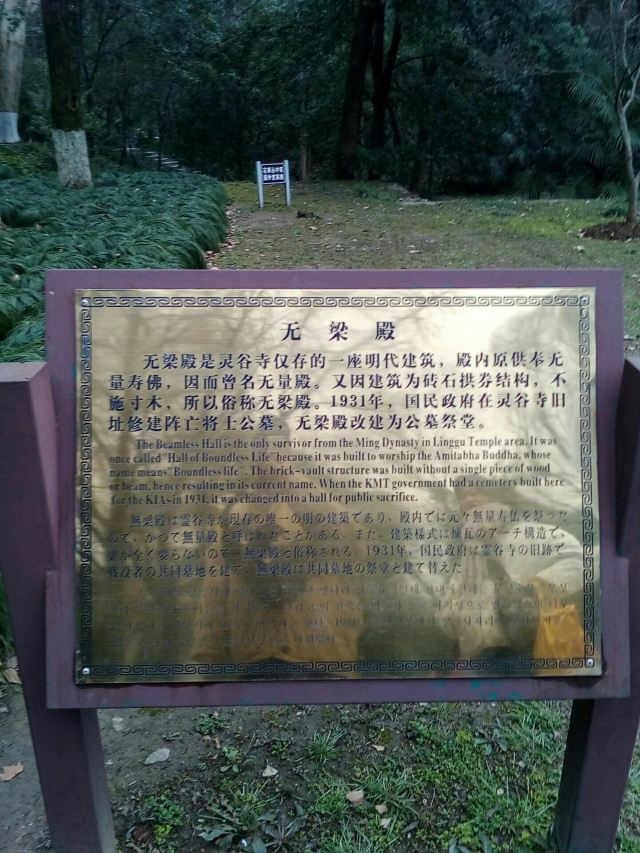 无梁殿
无梁殿是灵谷寺仅存的一座明代建筑，殿内原供奉无
量寿佛，因而曾名无量殿。又因建筑为砖石拱券结构，不
施寸木，所以俗称无梁殿。1931年，国民政府在灵谷寺旧
址修建阵亡将士公墓，无梁殿改建为公墓祭堂。
The Beamless Hall is the only survivor from the Ming Dynasty in Linggu Temple area. It was
once called "Hall of Boundless Life" because it was built to worship the Amitabha Buddha, whose
name means "Boundless life". The brick-vault structure was built without a single piece of wood
or beam, hence resulting in its current name. When the KMT government had a cemetery built here
for the KIAs in 1931, it was changed into a hall for public sacrifice.
無梁殿は霊谷寺が現存の唯一の明の建築であり、殿内では元々無量寿仏を祭った
ので、かつて無量殿と呼ばれたことがある。また、建築様式は煉瓦のアーチ構造で、
梁が全く要らないので、無梁殿と俗称される。1931年、国民政府は霊谷寺の旧跡で
戦没者の共同墓地を建て、無梁殿は共同墓地の祭堂と建て替えた。